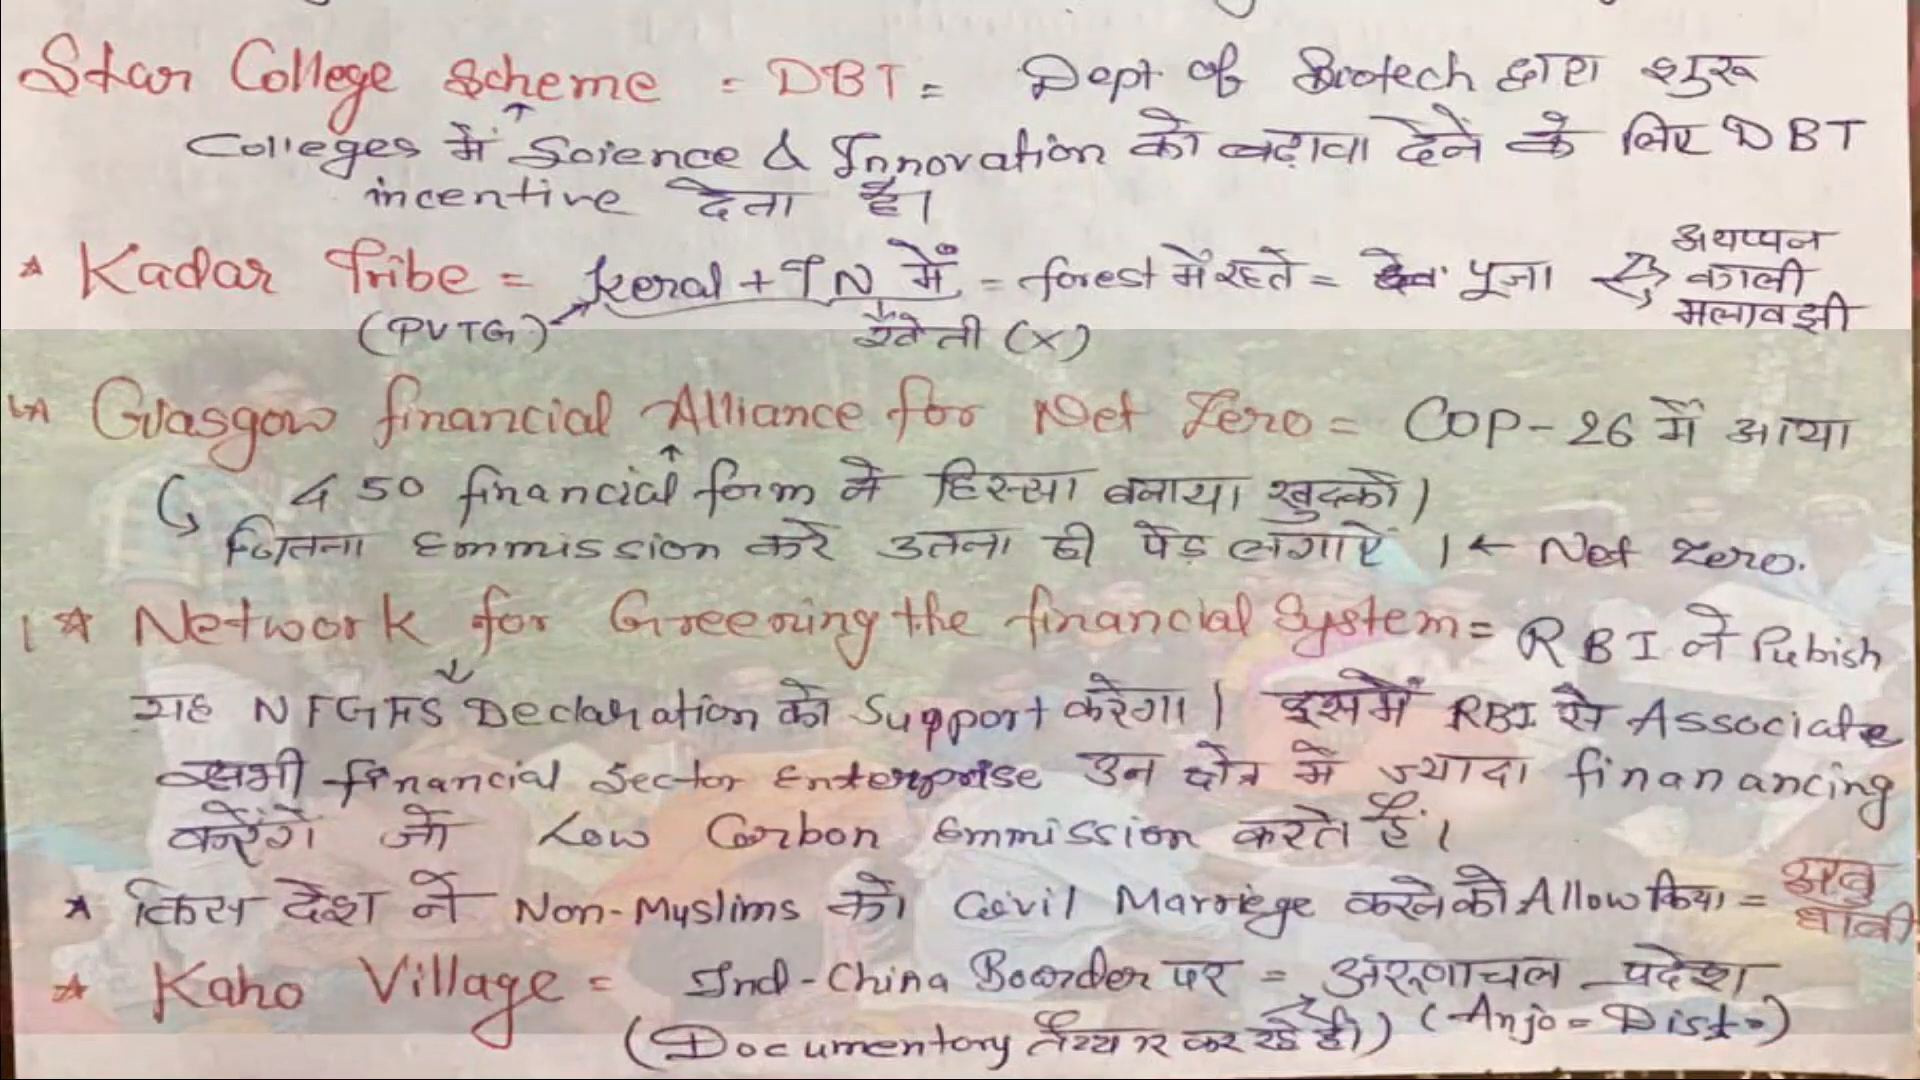 Star College Scheme = DBT = Dept of Biotech द्वारा शुरू
Colleges में Science & Innovation को बढ़ावा देने के लिए DBT
incentive देता है।
* Kadar Tribe = Keral + TN में = forest में रहते = पूजा
अयप्पन
काली
मलावझी
(PVTG)
खेती (x)
Glasgow financial Alliance for Net Zero = COP-26 में आया
450 financial form ने हिस्सा बनाया खुदको।
जितना Emmission करें उतना ही पेड़ लगाऐं । ← Net Zero.
* Network for Greening the financial System = RBI ने Pubish
यह NFGFS Declaration को Support करेगा। इसमें RBI से Associate
सभी financial Sector Enterprise उन क्षेत्र में ज्यादा finanancing
करेंगे जो Low Carbon Emmission करते हैं।
* किस देश ने Non-Muslims को Civil Marriege करने को Allow किया = अबु
धाबी
* Kaho Village = Ind-China Boarder पर = अरूणाचल प्रदेश
(Documentory तैय्यार कर रहे हैं।) (Anjo = Dist.)